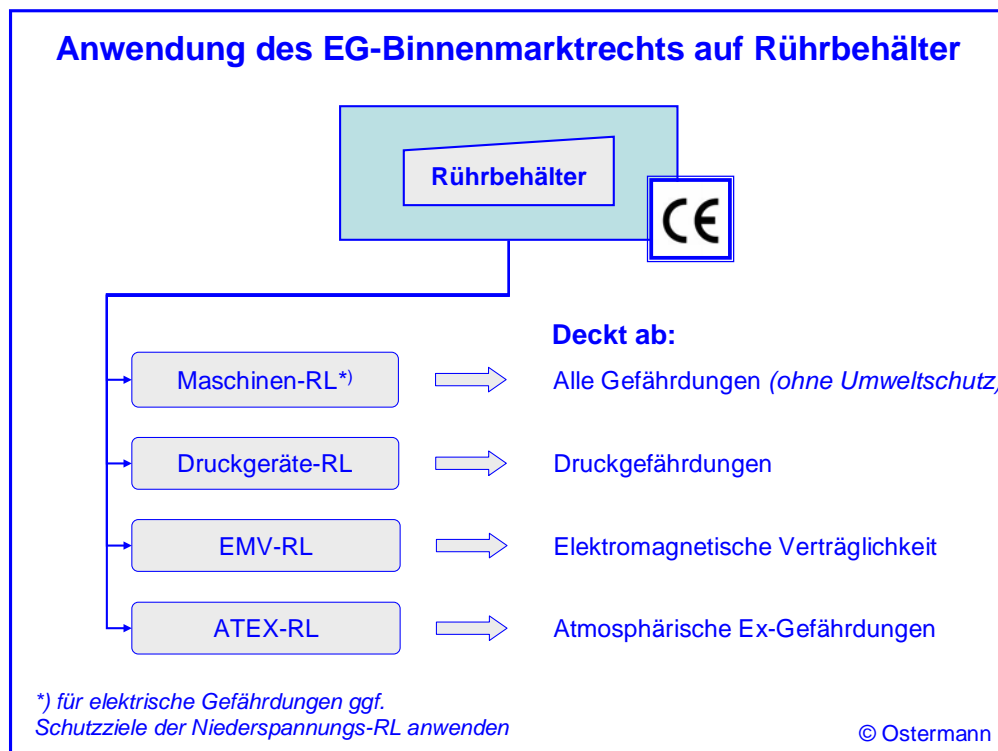 Anwendung des EG-Binnenmarktrechts auf Rührbehälter
Rührbehälter
CE
Deckt ab:
Maschinen-RL*)
Alle Gefährdungen (ohne Umweltschutz)
Druckgeräte-RL
Druckgefährdungen
EMV-RL
Elektromagnetische Verträglichkeit
ATEX-RL
Atmosphärische Ex-Gefährdungen
*) für elektrische Gefährdungen ggf.
Schutzziele der Niederspannungs-RL anwenden
© Ostermann